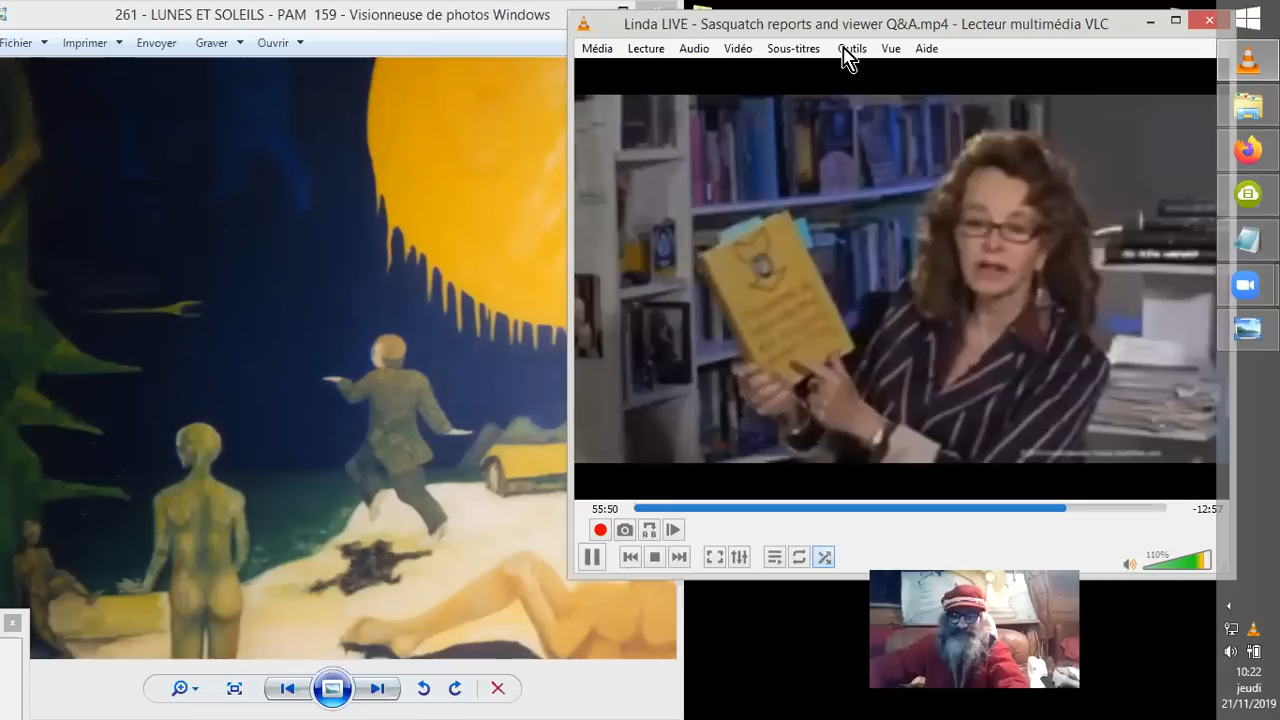 261 - LUNES ET SOLEILS - PAM  159 - Visionneuse de photos Windows
Fichier
Imprimer
Envoyer
Graver
Ouvrir
Linda LIVE - Sasquatch reports and viewer Q&A.mp4 - Lecteur multimédia VLC
Média Lecture Audio Vidéo Sous-titres Outils Vue Aide
55:50
-12:57
110%
10:22
jeudi
21/11/2019